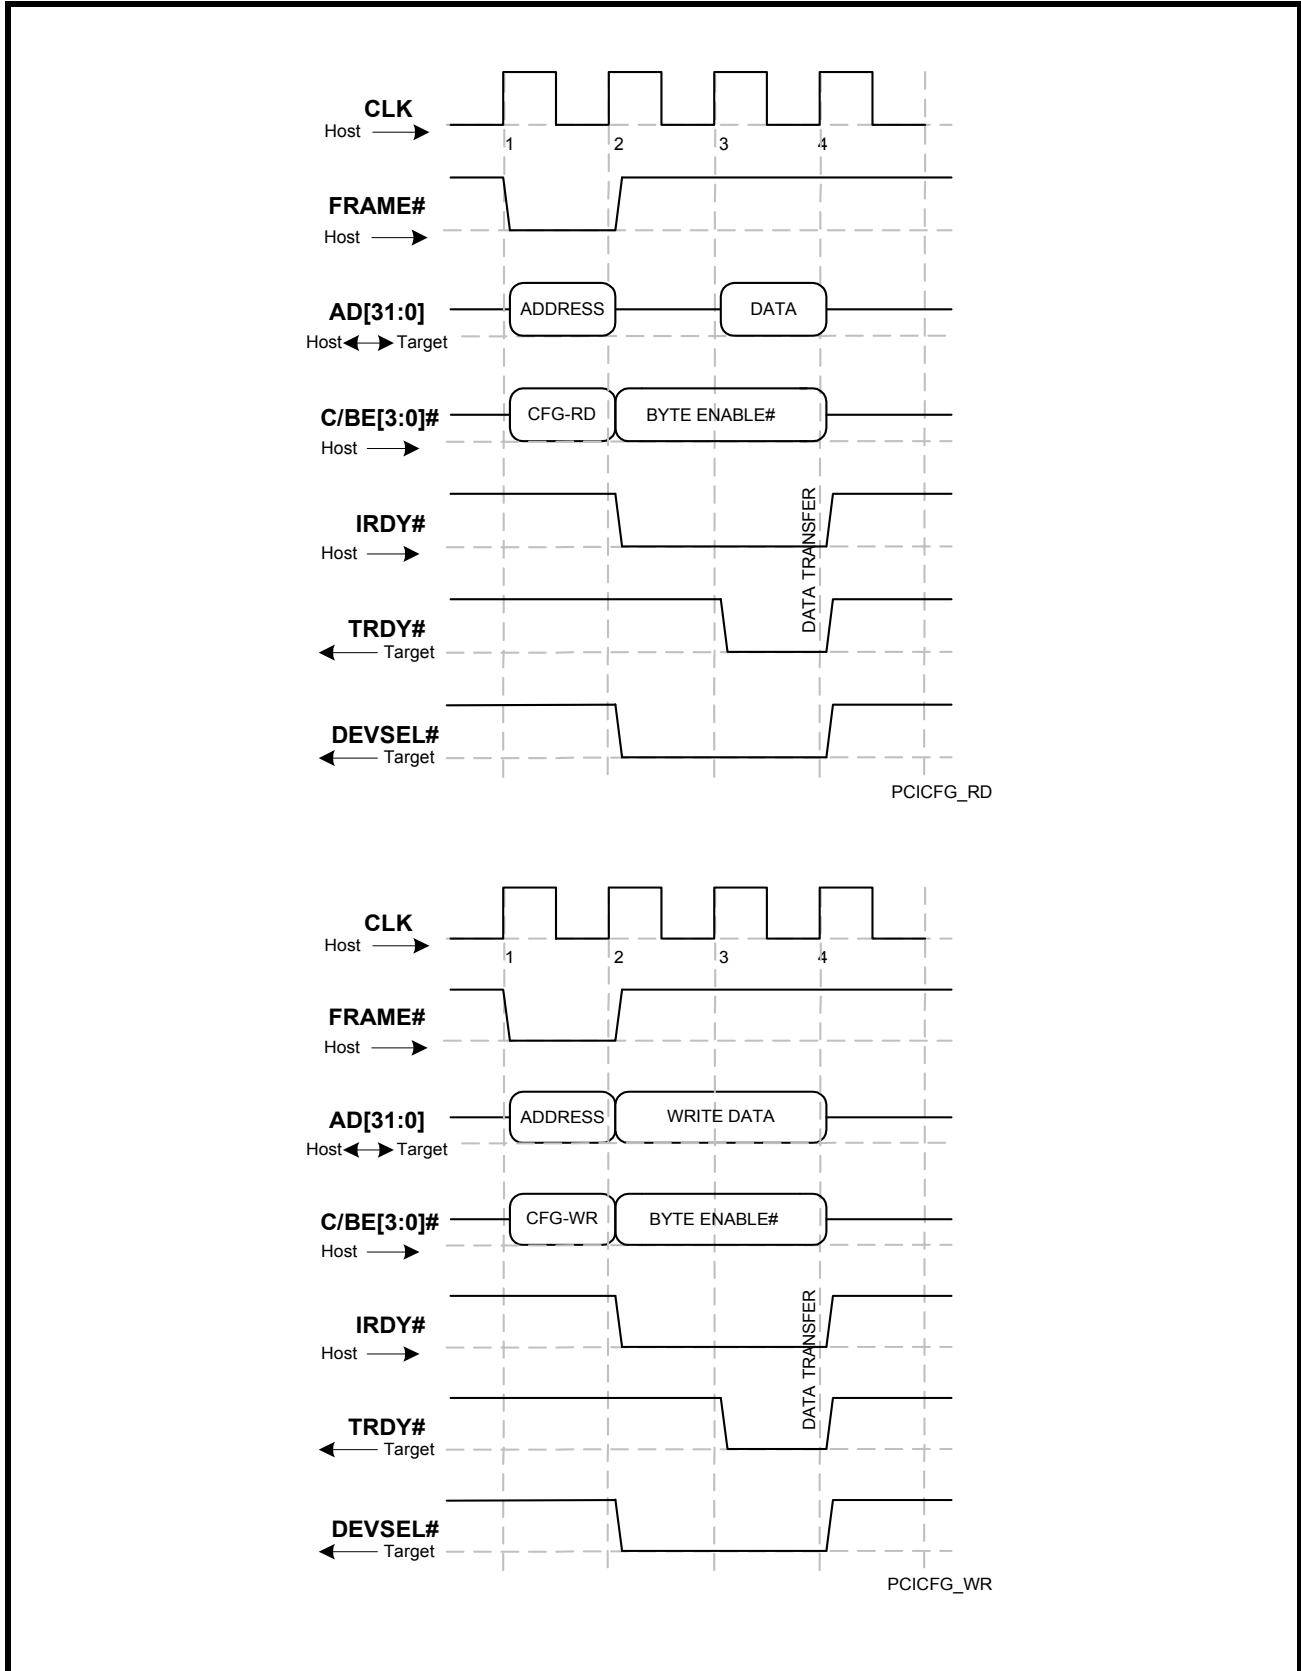 CLK
Host
1 2 3 4
FRAME#
Host
AD[31:0]
ADDRESS DATA
Host Target
C/BE[3:0]#
CFG-RD BYTE ENABLE#
Host
IRDY#
Host
DATA TRANSFER
TRDY#
Target
DEVSEL#
Target
PCICFG_RD
CLK
Host
1 2 3 4
FRAME#
Host
AD[31:0]
ADDRESS WRITE DATA
Host Target
C/BE[3:0]#
CFG-WR BYTE ENABLE#
Host
IRDY#
Host
DATA TRANSFER
TRDY#
Target
DEVSEL#
Target
PCICFG_WR